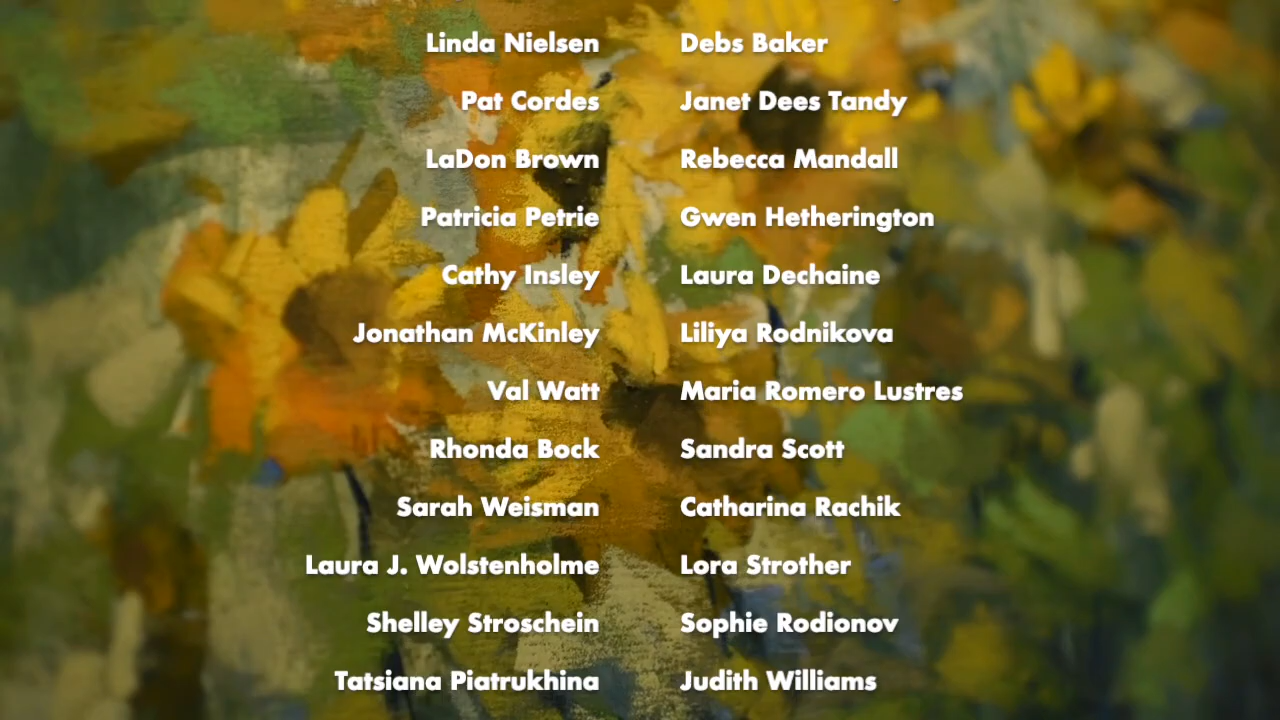 Linda Nielsen Debs Baker
Pat Cordes Janet Dees Tandy
LaDon Brown Rebecca Mandall
Patricia Petrie Gwen Hetherington
Cathy Insley Laura Dechaine
Jonathan McKinley Liliya Rodnikova
Val Watt Maria Romero Lustres
Rhonda Bock Sandra Scott
Sarah Weisman Catharina Rachik
Laura J. Wolstenholme Lora Strother
Shelley Stroschein Sophie Rodionov
Tatsiana Piatrukhina Judith Williams